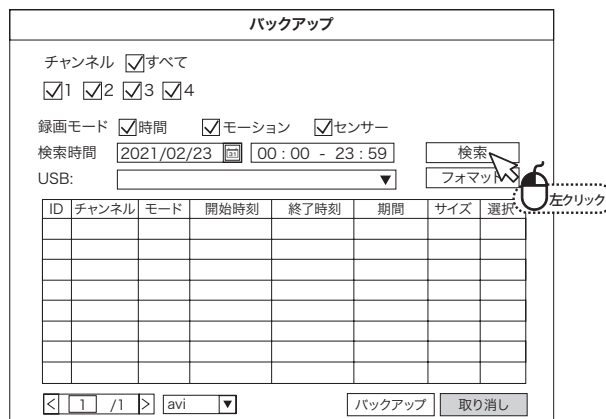 バックアップ
チャンネル すべて
1 2 3 4
録画モード 時間 モーション センサー
検索時間 2021/02/23 31 00:00 - 23:59 検索
USB: ▼ フォーマット
左クリック
ID チャンネル モード 開始時刻 終了時刻 期間 サイズ 選択
< 1 /1 > avi ▼ バックアップ 取り消し